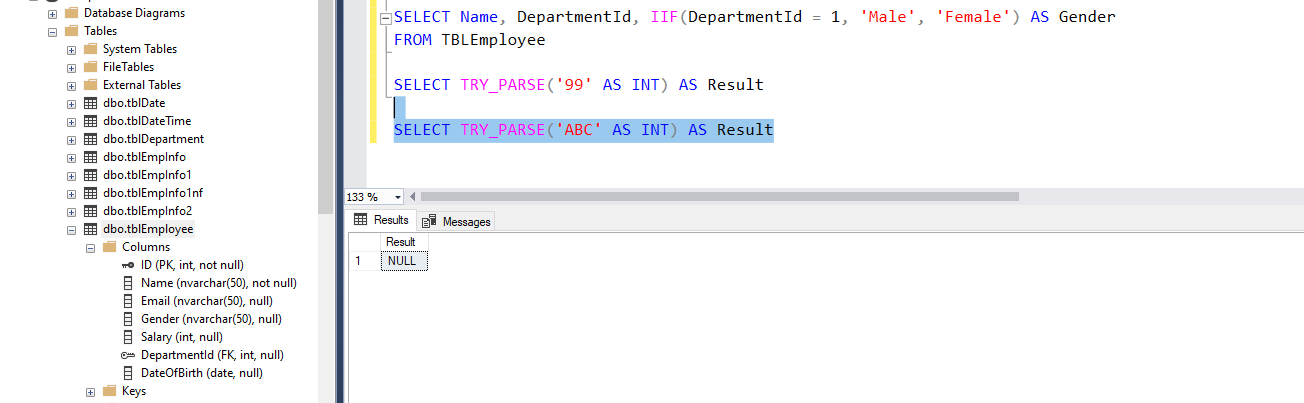 Database Diagrams
Tables
System Tables
FileTables
External Tables
dbo.tblDate
dbo.tblDateTime
dbo.tblDepartment
dbo.tblEmpInfo
dbo.tblEmpInfo1
dbo.tblEmpInfo1nf
dbo.tblEmpInfo2
dbo.tblEmployee
Columns
ID (PK, int, not null)
Name (nvarchar(50), not null)
Email (nvarchar(50), null)
Gender (nvarchar(50), null)
Salary (int, null)
DepartmentId (FK, int, null)
DateOfBirth (date, null)
Keys
SELECT Name, DepartmentId, IIF(DepartmentId = 1, 'Male', 'Female') AS Gender
FROM TBLEmployee
SELECT TRY_PARSE('99' AS INT) AS Result
SELECT TRY_PARSE('ABC' AS INT) AS Result
133 %
Results Messages
Result
1 NULL